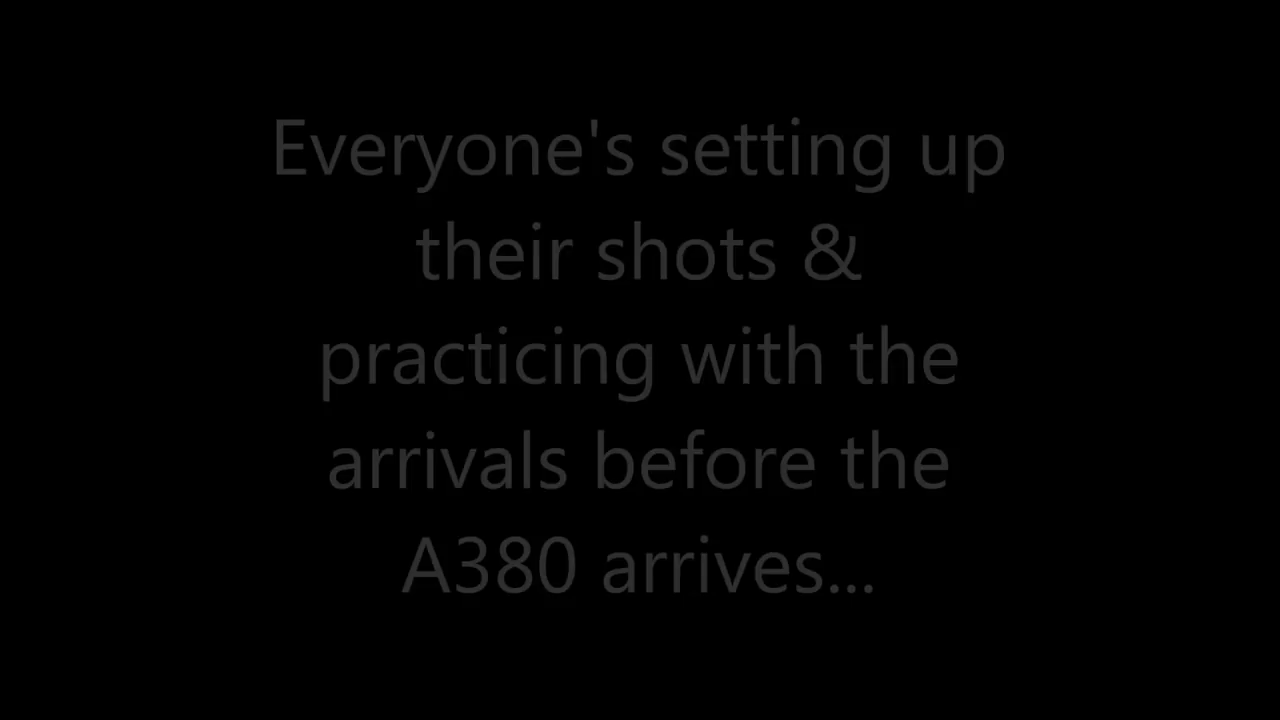 Everyone's setting up
their shots &
practicing with the
arrivals before the
A380 arrives...